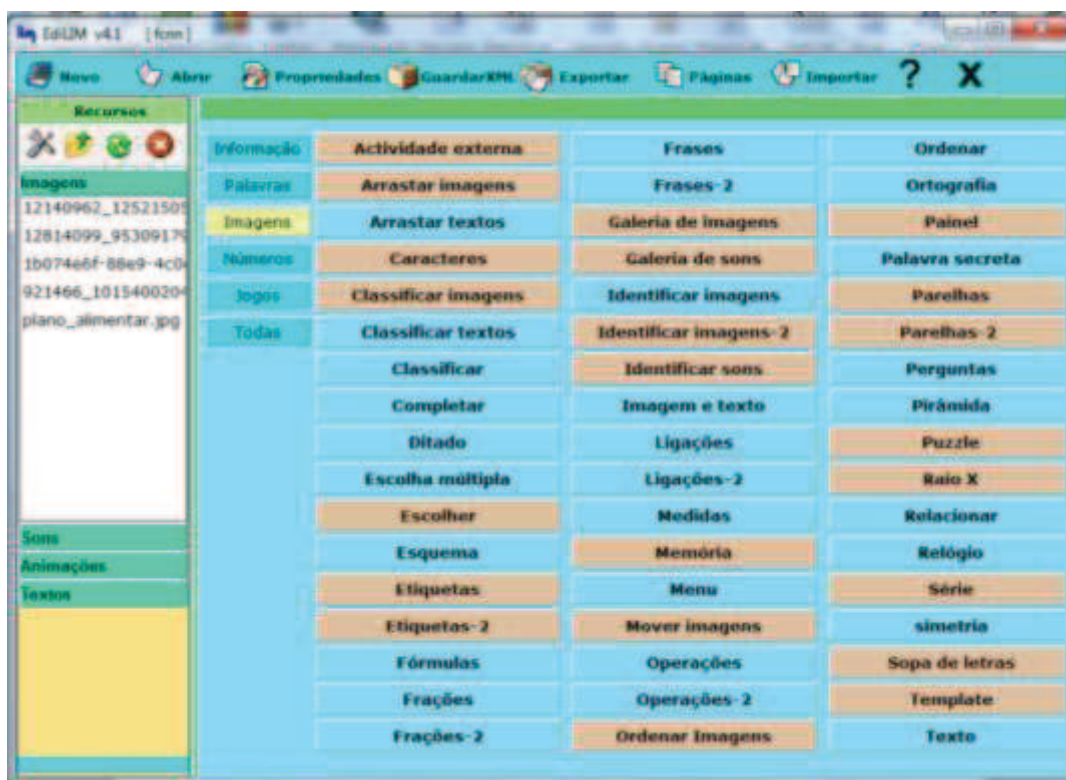 EdiLIM v4.1 [fcnn]
Novo Abrir Propriedades GuardarXML Exportar Páginas Importar ? X
Recursos
Imagens
12140962_12521505
12814099_95309179
1b074e6f-88e9-4c0
921466_1015400204
plano_alimentar.jpg
Sons
Animações
Textos
Informação
Palavras
Imagens
Números
Jogos
Todas
Actividade externa Frases Ordenar
Arrastar imagens Frases-2 Ortografia
Arrastar textos Galeria de imagens Painel
Caracteres Galeria de sons Palavra secreta
Classificar imagens Identificar imagens Parelhas
Classificar textos Identificar imagens-2 Parelhas-2
Classificar Identificar sons Perguntas
Completar Imagem e texto Pirâmida
Ditado Ligações Puzzle
Escolha múltipla Ligações-2 Raio X
Escolher Medidas Relacionar
Esquema Memória Relógio
Etiquetas Menu Série
Etiquetas-2 Mover imagens simetria
Fórmulas Operações Sopa de letras
Frações Operações-2 Template
Frações-2 Ordenar Imagens Texto